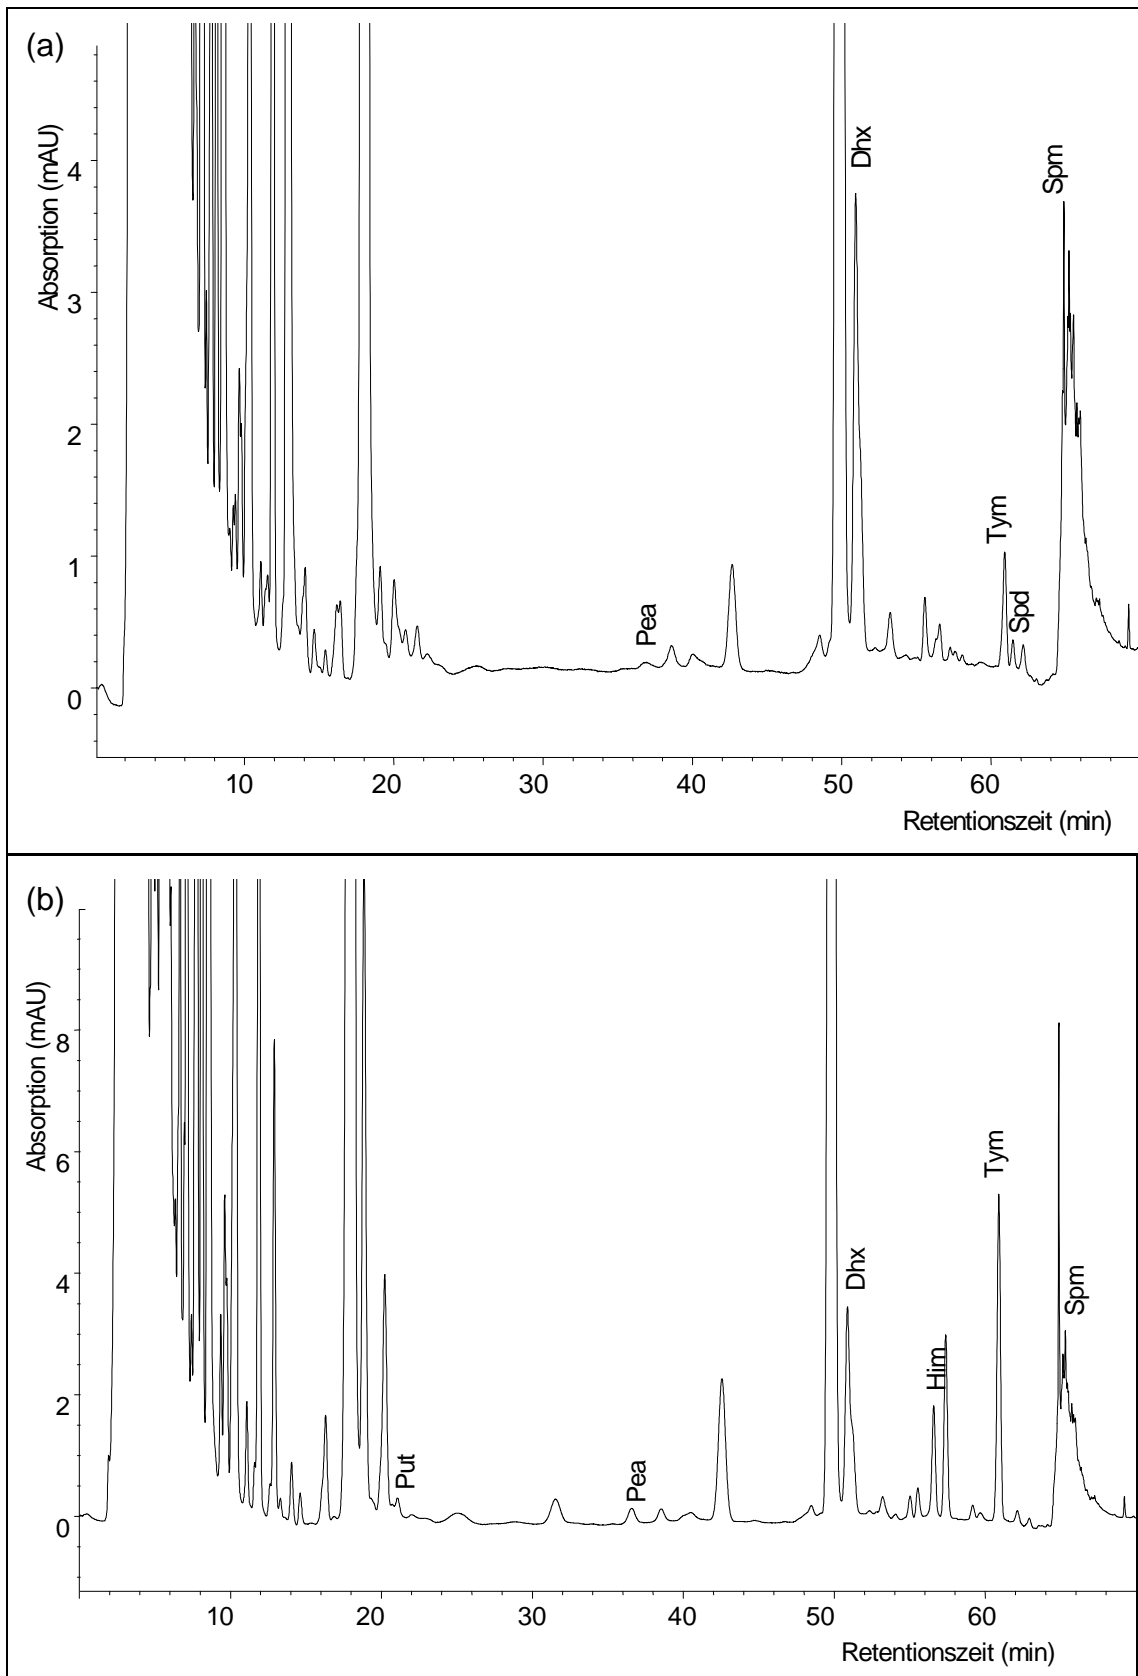 (a)
Absorption (mAU)
4
3
2
1
0
Pea
Dhx
Tym
Spd
Spm
10 20 30 40 50 60
Retentionszeit (min)
(b)
Absorption (mAU)
8
6
4
2
0
Put
Pea
Dhx
Him
Tym
Spm
10 20 30 40 50 60
Retentionszeit (min)